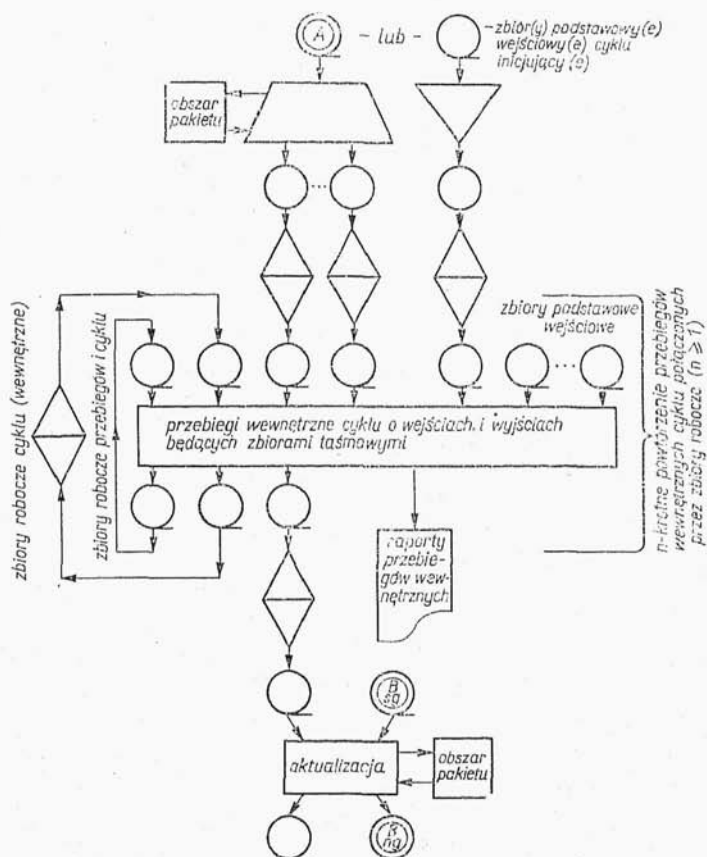 A
- lub -
zbiór(y) podstawowy(e)
wejściowy(e) cyklu
inicjujący(e)
obszar
pakietu
zbiory podstawowe
wejściowe
zbiory robocze cyklu (wewnętrzne)
zbiory robocze przebiegów i cyklu
przebiegi wewnętrzne cyklu o wejściach i wyjściach
będących zbiorami taśmowymi
n-krotne powtórzenie przebiegów
wewnętrznych cyklu połączonych
przez zbiory robocze (n ⩾ 1)
raporty
przebie-
gów wew-
nętrznych
B
sg
aktualizacja
obszar
pakietu
B
ng